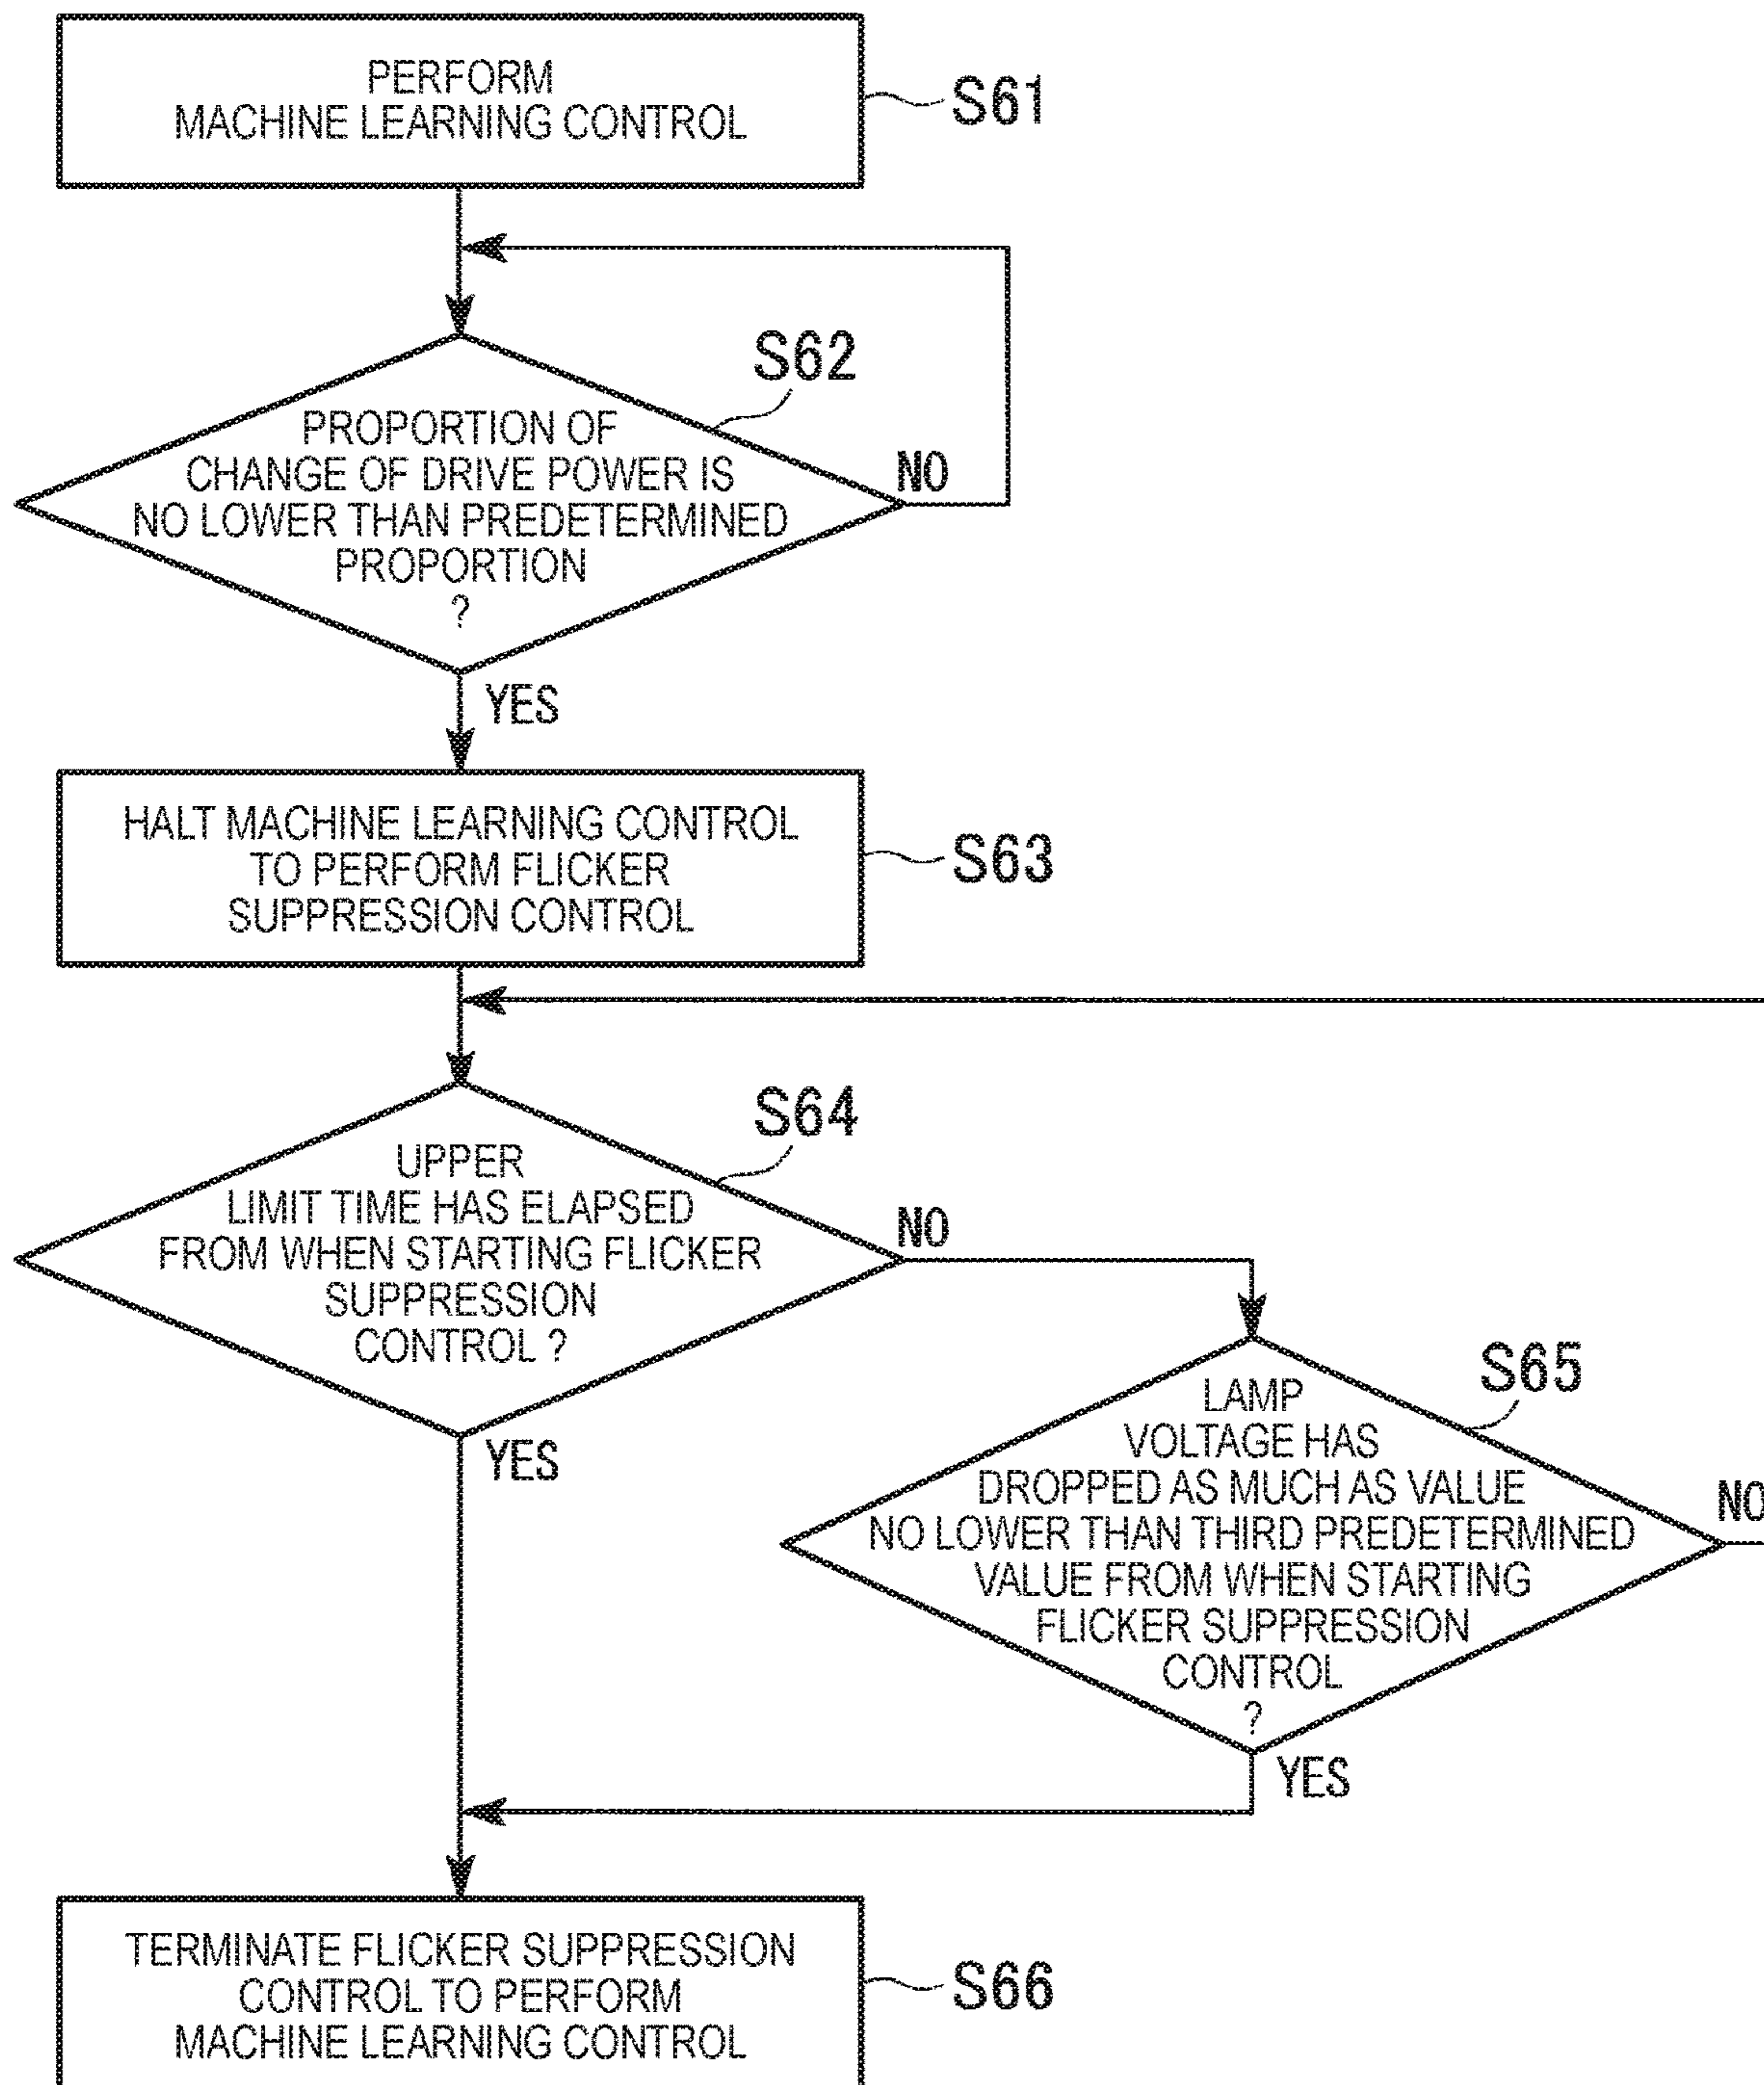 PERFORM
MACHINE LEARNING CONTROL
S61
S62
PROPORTION OF
CHANGE OF DRIVE POWER IS
NO LOWER THAN PREDETERMINED
PROPORTION
?
NO
YES
HALT MACHINE LEARNING CONTROL
TO PERFORM FLICKER
SUPPRESSION CONTROL
S63
S64
UPPER
LIMIT TIME HAS ELAPSED
FROM WHEN STARTING FLICKER
SUPPRESSION
CONTROL ?
NO
YES
S65
LAMP
VOLTAGE HAS
DROPPED AS MUCH AS VALUE
NO LOWER THAN THIRD PREDETERMINED
VALUE FROM WHEN STARTING
FLICKER SUPPRESSION
CONTROL
?
NO
YES
TERMINATE FLICKER SUPPRESSION
CONTROL TO PERFORM
MACHINE LEARNING CONTROL
S66